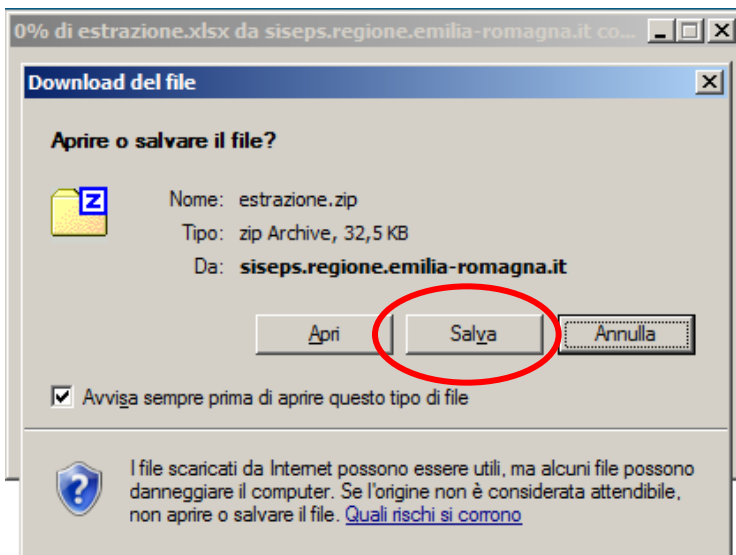 0% di estrazione.xlsx da siseps.regione.emilia-romagna.it co...
Download del file
Aprire o salvare il file?
Z
Nome: estrazione.zip
Tipo: zip Archive, 32,5 KB
Da: siseps.regione.emilia-romagna.it
Apri Salva Annulla
Avvisa sempre prima di aprire questo tipo di file
I file scaricati da Internet possono essere utili, ma alcuni file possono
danneggiare il computer. Se l'origine non è considerata attendibile,
non aprire o salvare il file. Quali rischi si corrono